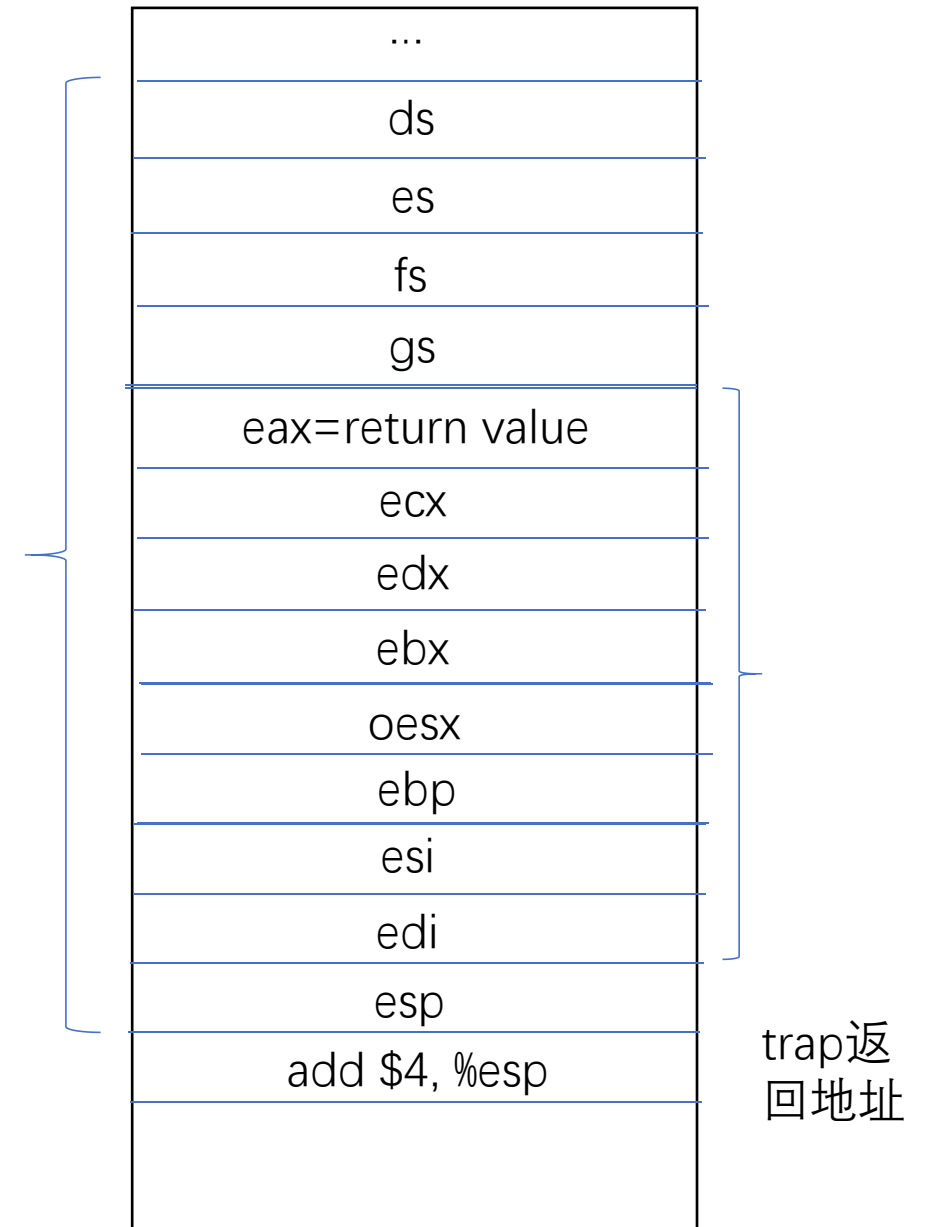 ...
ds
es
fs
gs
eax=return value
ecx
edx
ebx
oesx
ebp
esi
edi
esp
add $4, %esp
trap返
回地址